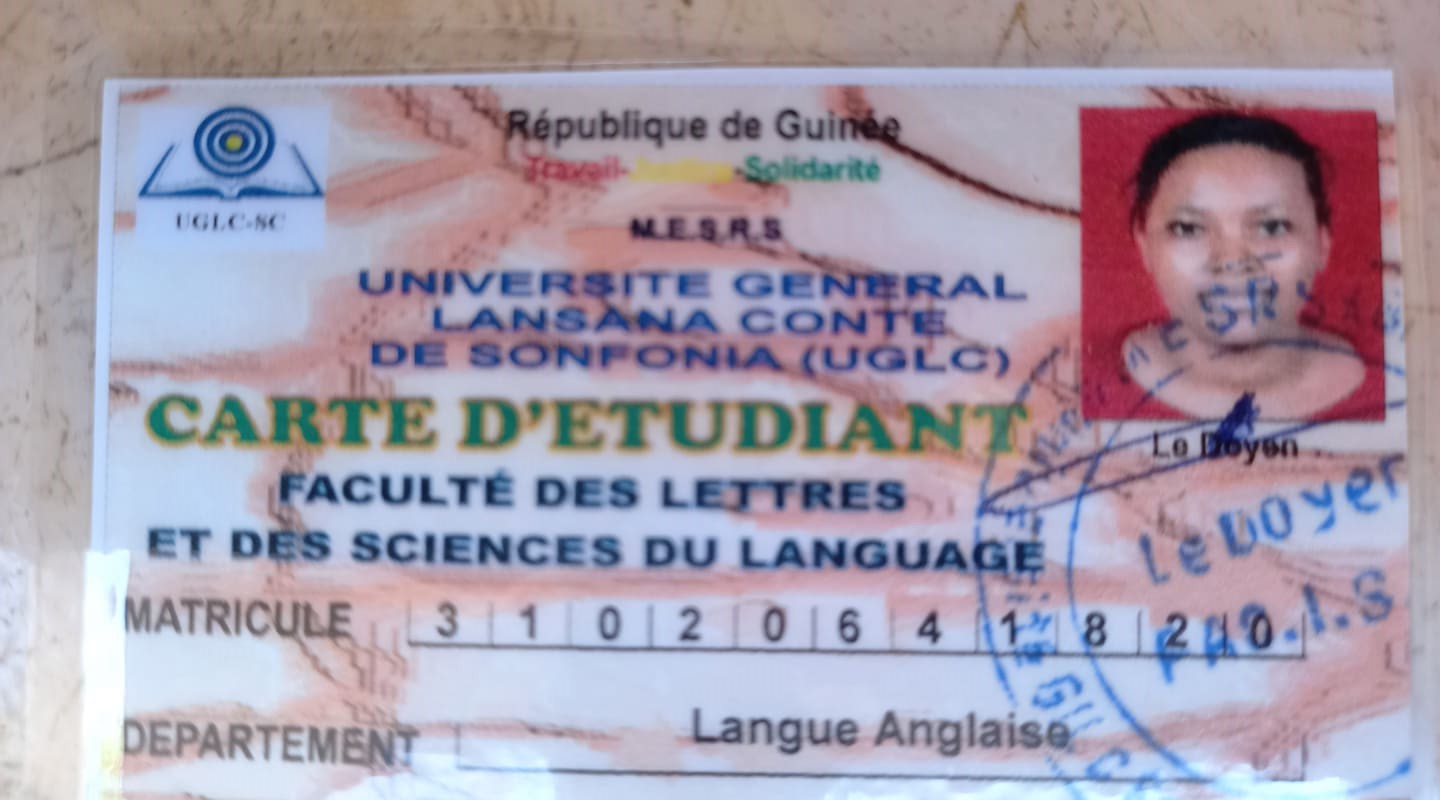 République de Guinée
Travail-Justice-Solidarité
UGLC-SC
M.E.S.R.S
UNIVERSITE GENERAL
LANSANA CONTE
DE SONFONIA (UGLC)
CARTE D'ETUDIANT
Le Doyen
FACULTÉ DES LETTRES
ET DES SCIENCES DU LANGUAGE
Le Doyen
MATRICULE 3 1 0 2 0 6 4 1 8 2 0
DEPARTEMENT Langue Anglaise